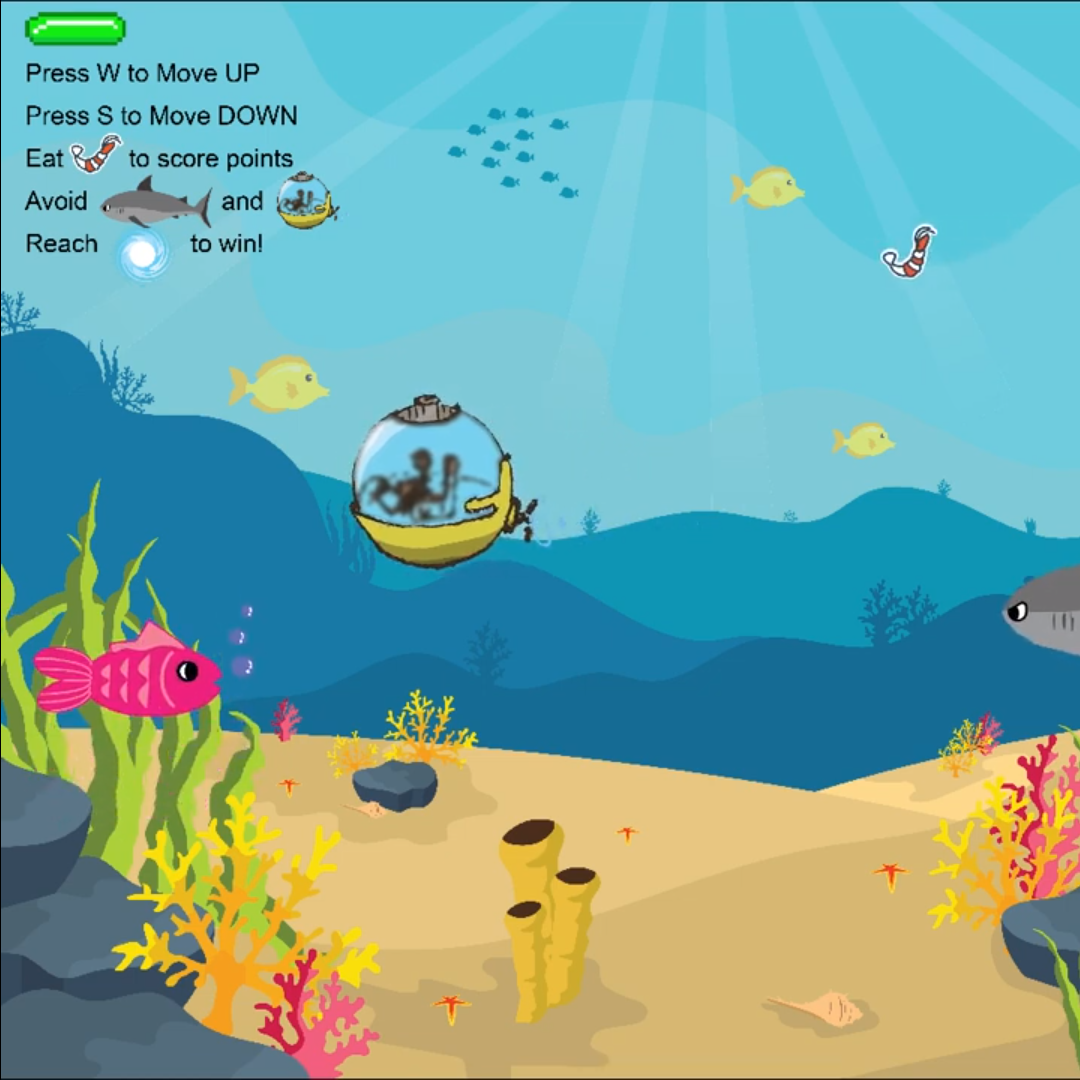 Press W to Move UP
Press S to Move DOWN
Eat to score points
Avoid and
Reach to win!